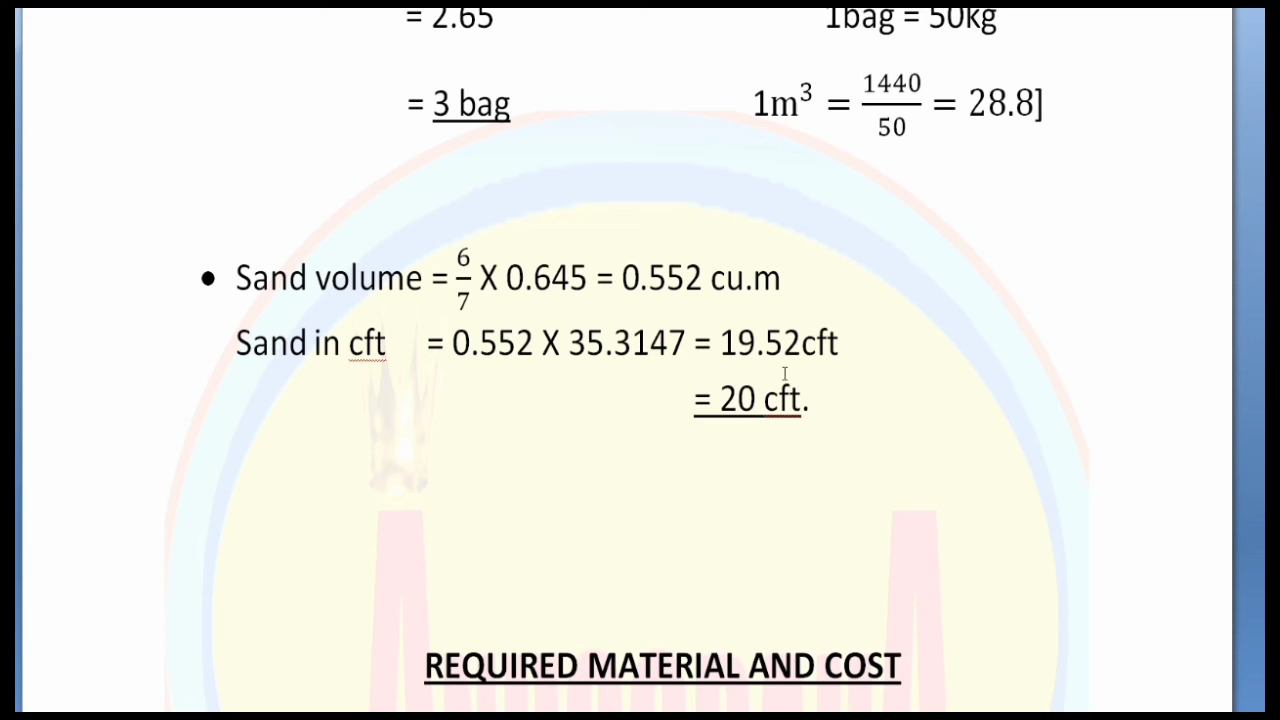 = 2.65 1bag = 50kg
= 3 bag 1m³ = 1440/50 = 28.8]
• Sand volume = 6/7 X 0.645 = 0.552 cu.m
Sand in cft = 0.552 X 35.3147 = 19.52cft
= 20 cft.
REQUIRED MATERIAL AND COST